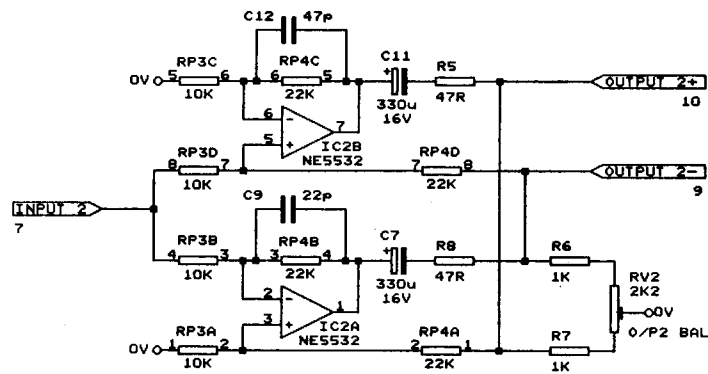 C12 47p
RP3C RP4C C11 R5
0V 5 6 6 5 + OUTPUT 2+
10K 22K 330u 16V 47R 10
6 - 7
5 + IC2B
NE5532
RP3D RP4D
8 7 7 8 OUTPUT 2-
10K 22K 9
C9 22p
INPUT 2
7
RP3B RP4B C7 R8 R6
4 3 3 4 +
10K 22K 330u 16V 47R 1K RV2
2K2
2 - 1 0V
3 + IC2A
NE5532 O/P2 BAL
RP3A RP4A R7
0V 1 2 2 1
10K 22K 1K